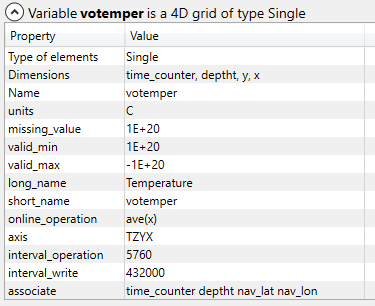 Variable votemper is a 4D grid of type Single
Property Value
Type of elements Single
Dimensions time_counter, deptht, y, x
Name votemper
units C
missing_value 1E+20
valid_min 1E+20
valid_max -1E+20
long_name Temperature
short_name votemper
online_operation ave(x)
axis TZYX
interval_operation 5760
interval_write 432000
associate time_counter deptht nav_lat nav_lon